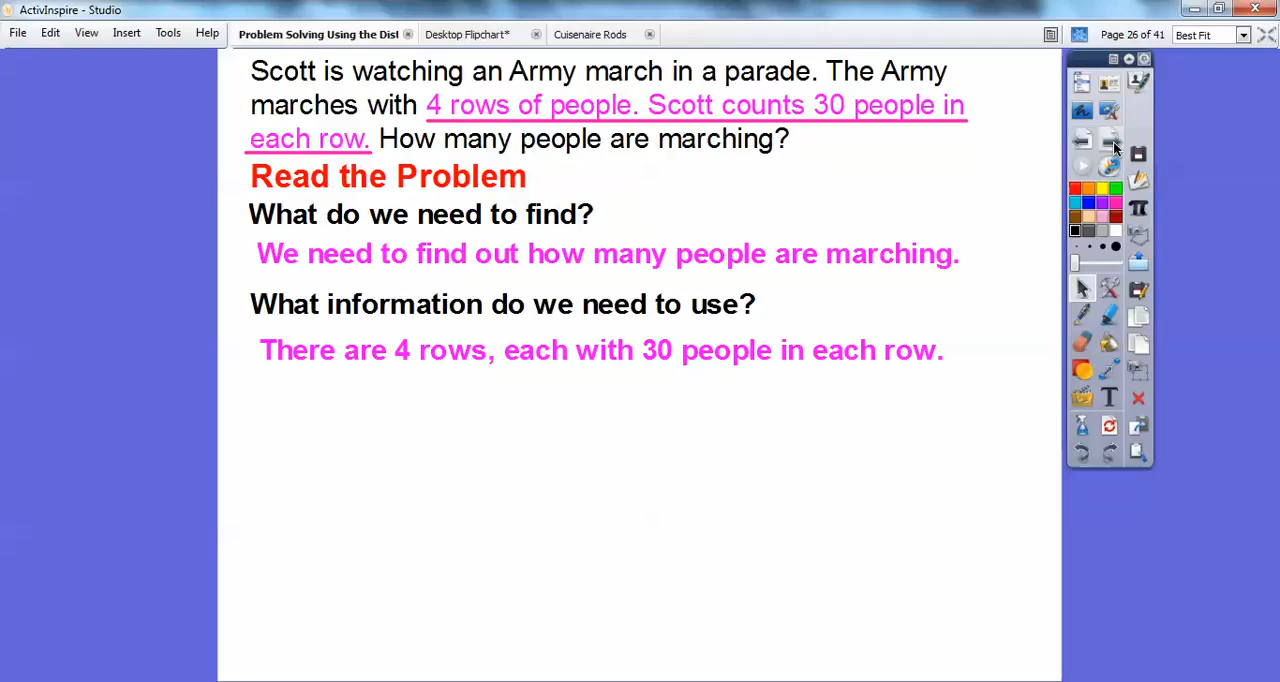 ActivInspire - Studio
File Edit View Insert Tools Help
Problem Solving Using the Dist Desktop Flipchart* Cuisenaire Rods Page 26 of 41 Best Fit
Scott is watching an Army march in a parade. The Army
marches with 4 rows of people. Scott counts 30 people in
each row. How many people are marching?
Read the Problem
What do we need to find?
We need to find out how many people are marching.
What information do we need to use?
There are 4 rows, each with 30 people in each row.